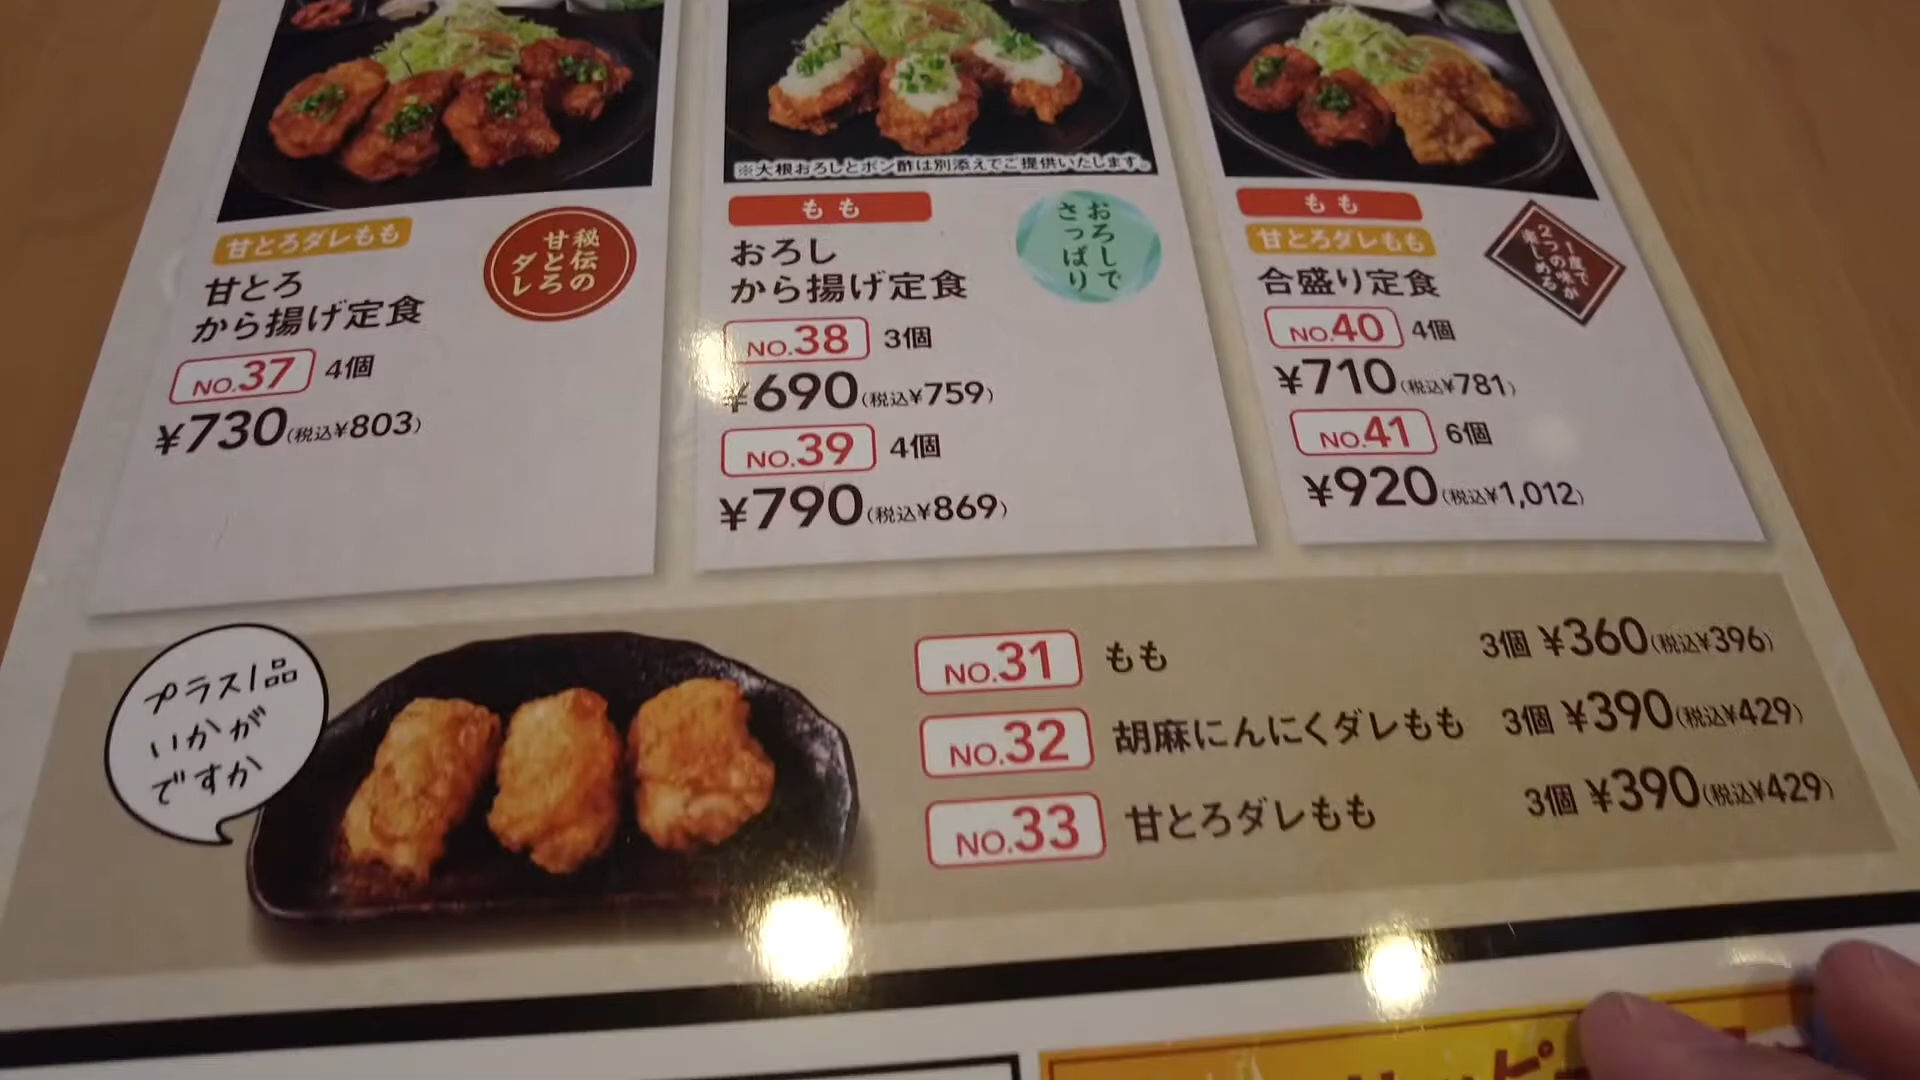 甘とろダレもも
秘伝の
甘とろ
ダレ
甘とろ
から揚げ定食
NO.37 4個
¥730(税込¥803)
※大根おろしとポン酢は別添えでご提供いたします。
もも
おろしで
さっぱり
おろし
から揚げ定食
NO.38 3個
¥690(税込¥759)
NO.39 4個
¥790(税込¥869)
もも
甘とろダレもも
1度で
2つの味が
楽しめる
合盛り定食
NO.40 4個
¥710(税込¥781)
NO.41 6個
¥920(税込¥1,012)
プラス1品
いかが
ですか
NO.31 もも 3個 ¥360(税込¥396)
NO.32 胡麻にんにくダレもも 3個 ¥390(税込¥429)
NO.33 甘とろダレもも 3個 ¥390(税込¥429)